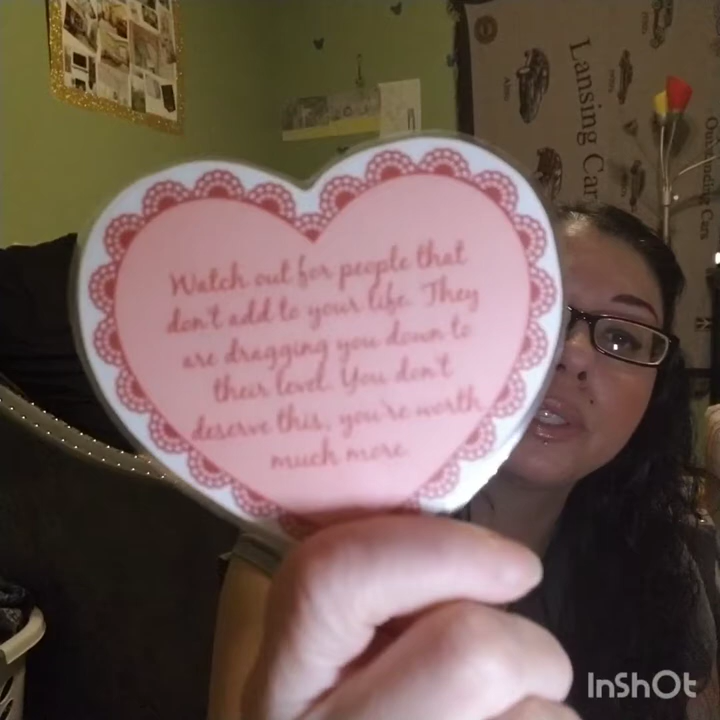 Watch out for people that
don't add to your life. They
are dragging you down to
their level. You don't
deserve this, you're worth
much more
Lansing Car
InShOt